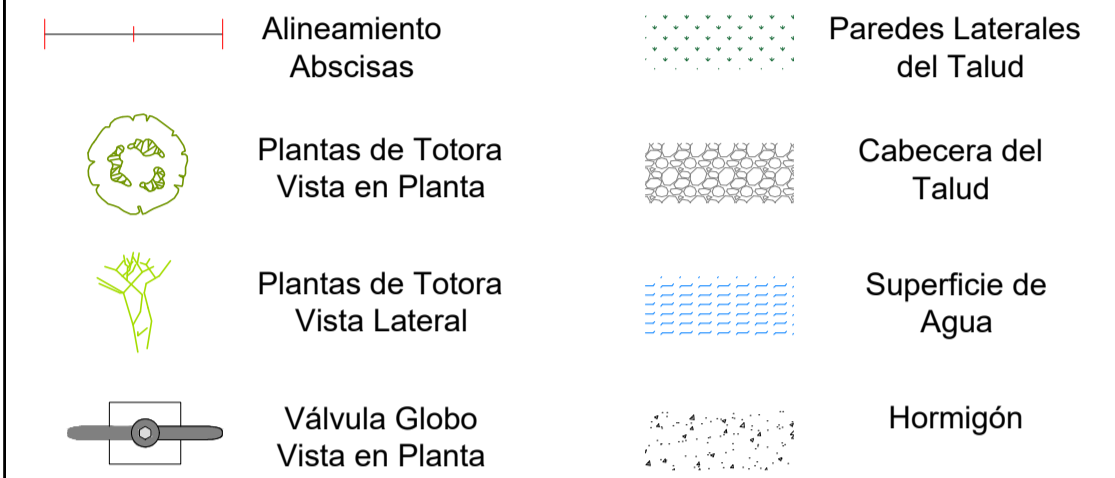 Alineamiento
Abscisas
Paredes Laterales
del Talud
Plantas de Totora
Vista en Planta
Cabecera del
Talud
Plantas de Totora
Vista Lateral
Superficie de
Agua
Válvula Globo
Vista en Planta
Hormigón